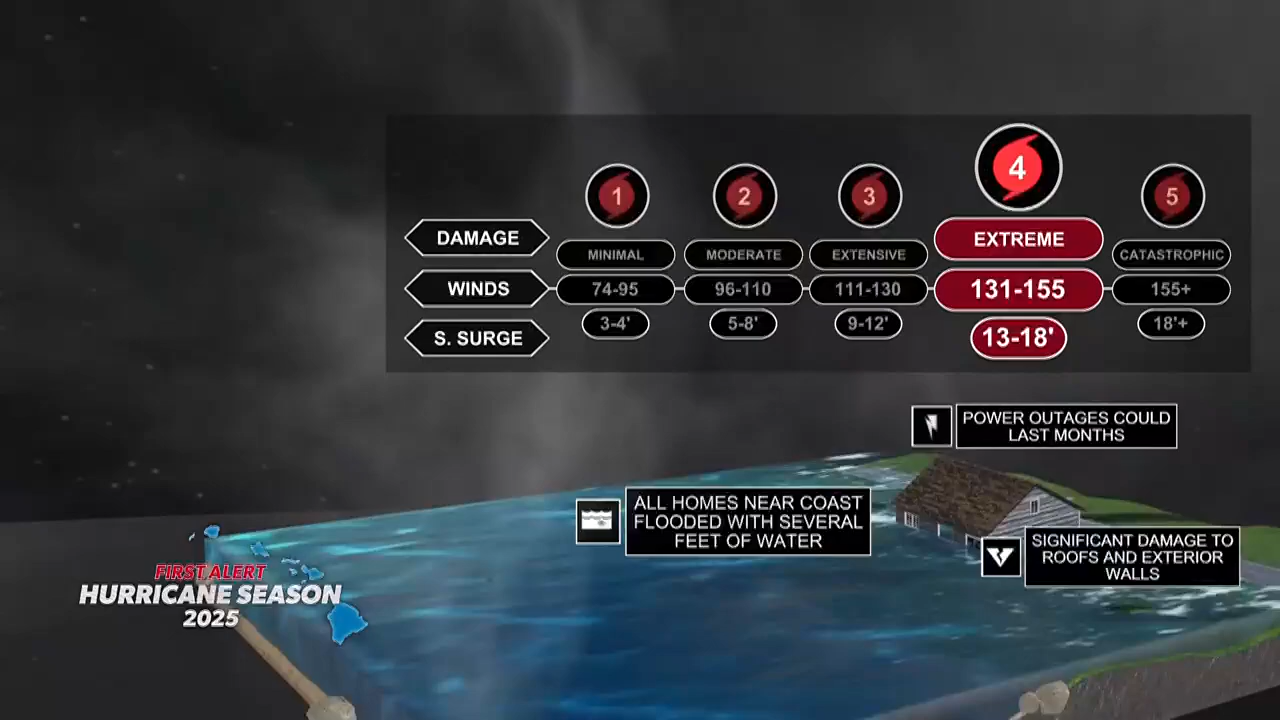 1 2 3 4 5
DAMAGE MINIMAL MODERATE EXTENSIVE EXTREME CATASTROPHIC
WINDS 74-95 96-110 111-130 131-155 155+
S. SURGE 3-4' 5-8' 9-12' 13-18' 18'+
POWER OUTAGES COULD
LAST MONTHS
ALL HOMES NEAR COAST
FLOODED WITH SEVERAL
FEET OF WATER
SIGNIFICANT DAMAGE TO
ROOFS AND EXTERIOR
WALLS
FIRST ALERT
HURRICANE SEASON
2025